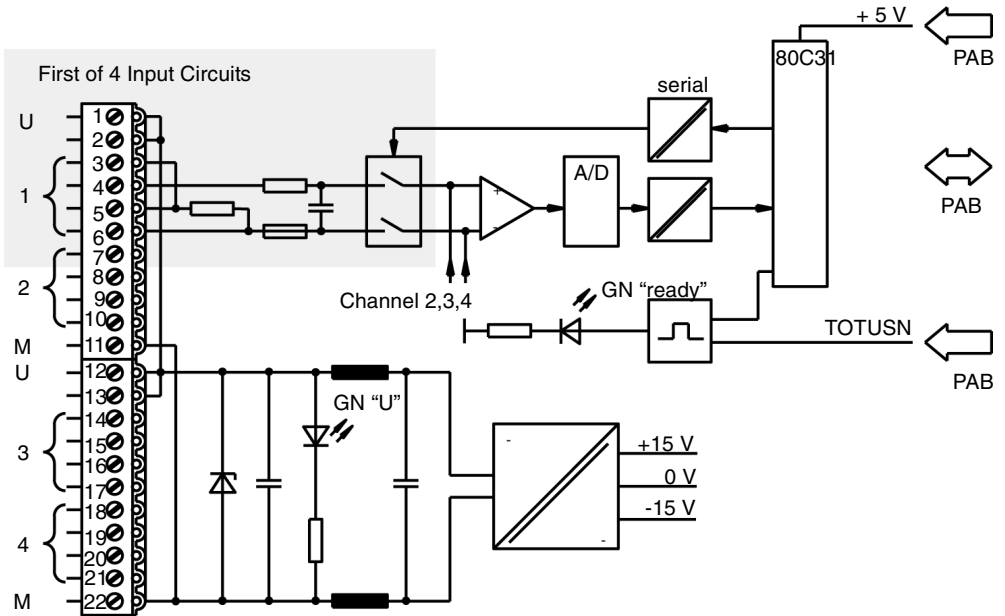 + 5 V
PAB
80C31
First of 4 Input Circuits
serial
U
1
2
3
4
5
6
1
A/D
+
-
PAB
7
8
9
10
2
Channel 2,3,4
GN “ready”
M
11
TOTUSN
PAB
U
12
13
GN “U”
14
15
16
17
3
-
+15 V
0 V
-15 V
-
18
19
20
21
4
M
22